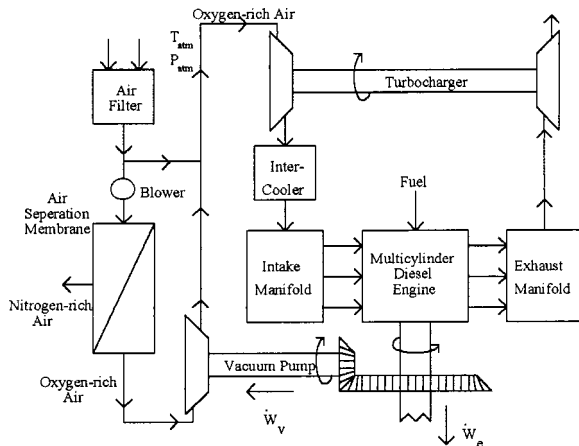 Oxygen-rich Air
T_atm
P_atm
Air
Filter
Turbocharger
Blower
Inter-
Cooler
Fuel
Air
Seperation
Membrane
Intake
Manifold
Multicylinder
Diesel
Engine
Exhaust
Manifold
Nitrogen-rich
Air
Vacuum Pump
Oxygen-rich
Air
Ẇ_v
Ẇ_e